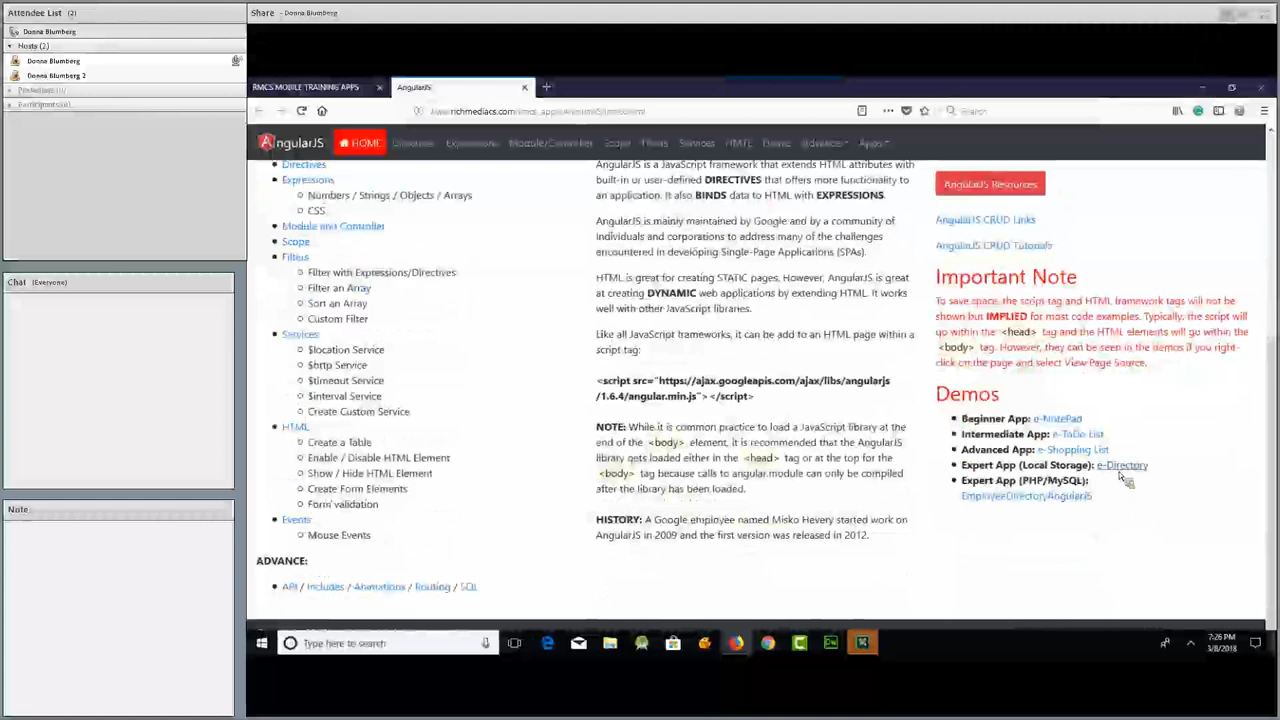 Attendee List (2)
Donna Blumberg
Hosts (2)
Donna Blumberg
Donna Blumberg 2
Participants (0)
Chat (Everyone)
Note
Share - Donna Blumberg
RMCS MOBILE TRAINING APPS
AngularJS
Search
AngularJS HOME Directives Expressions Module/Controller Scope Filters Services HTML Events Advance Apps
Directives
Expressions
Numbers / Strings / Objects / Arrays
CSS
Module and Controller
Scope
Filters
Filter with Expressions/Directives
Filter an Array
Sort an Array
Custom Filter
Services
$location Service
$http Service
$timeout Service
$interval Service
Create Custom Service
HTML
Create a Table
Enable / Disable HTML Element
Show / Hide HTML Element
Create Form Elements
Form validation
Events
Mouse Events
ADVANCE:
API / Includes / Animations / Routing / SQL
AngularJS is a JavaScript framework that extends HTML attributes with
built-in or user-defined DIRECTIVES that offers more functionality to
an application. It also BINDS data to HTML with EXPRESSIONS.
AngularJS is mainly maintained by Google and by a community of
individuals and corporations to address many of the challenges
encountered in developing Single-Page Applications (SPAs).
HTML is great for creating STATIC pages. However, AngularJS is great
at creating DYNAMIC web applications by extending HTML. It works
well with other JavaScript libraries.
Like all JavaScript frameworks, it can be add to an HTML page within a
script tag:
<script src="https://ajax.googleapis.com/ajax/libs/angularjs
/1.6.4/angular.min.js"></script>
NOTE: While it is common practice to load a JavaScript library at the
end of the <body> element, it is recommended that the AngularJS
library gets loaded either in the <head> tag or at the top for the
<body> tag because calls to angular.module can only be compiled
after the library has been loaded.
HISTORY: A Google employee named Misko Hevery started work on
AngularJS in 2009 and the first version was released in 2012.
AngularJS Resources
AngularJS CRUD Links
AngularJS CRUD Tutorials
Important Note
To save space, the script tag and HTML framework tags will not be
shown but IMPLIED for most code examples. Typically, the script will
go within the <head> tag and the HTML elements will go within the
<body> tag. However, they can be seen in the demos if you right-
click on the page and select View Page Source.
Demos
Beginner App: e-NotePad
Intermediate App: e-ToDo List
Advanced App: e-Shopping List
Expert App (Local Storage): e-Directory
Expert App (PHP/MySQL):
EmployeeDirectoryAngularJS
Type here to search
7:26 PM
3/8/2018